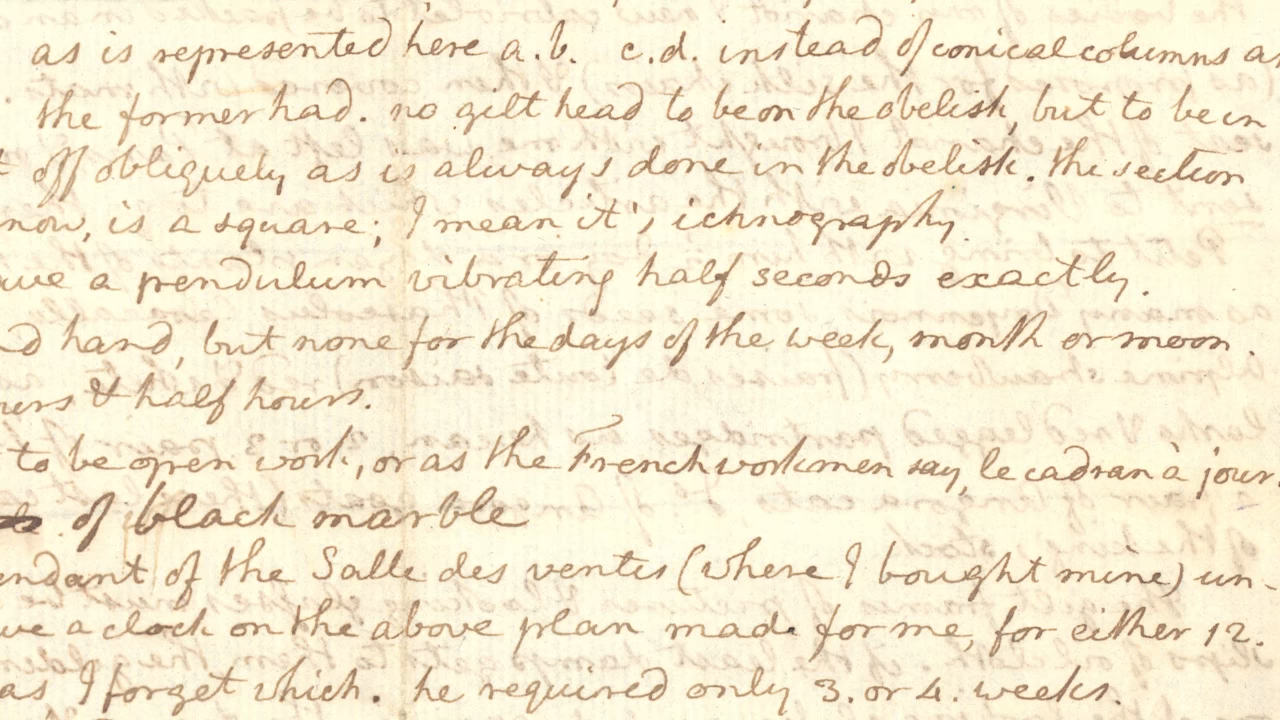 as is represented here a.b. c.d. instead of conical columns as
the former had. no gilt head to be on the obelisk, but to be in
off obliquely as is always done in the obelisk. the section
now, is a square; I mean it's ichnography.
a pendulum vibrating half seconds exactly.
hand, but none for the days of the week, month or moon.
& half hours.
to be open work, or as the French workmen say, le cadran à jour.
of black marble
endant of the Salle des ventes (where I bought mine) un-
a clock on the above plan made for me, for either 12.
as I forget which. he required only 3. or 4. weeks.